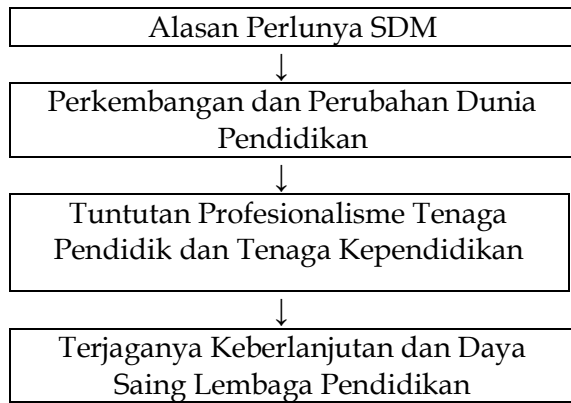 Alasan Perlunya SDM
↓
Perkembangan dan Perubahan Dunia
Pendidikan
↓
Tuntutan Profesionalisme Tenaga
Pendidik dan Tenaga Kependidikan
↓
Terjaganya Keberlanjutan dan Daya
Saing Lembaga Pendidikan